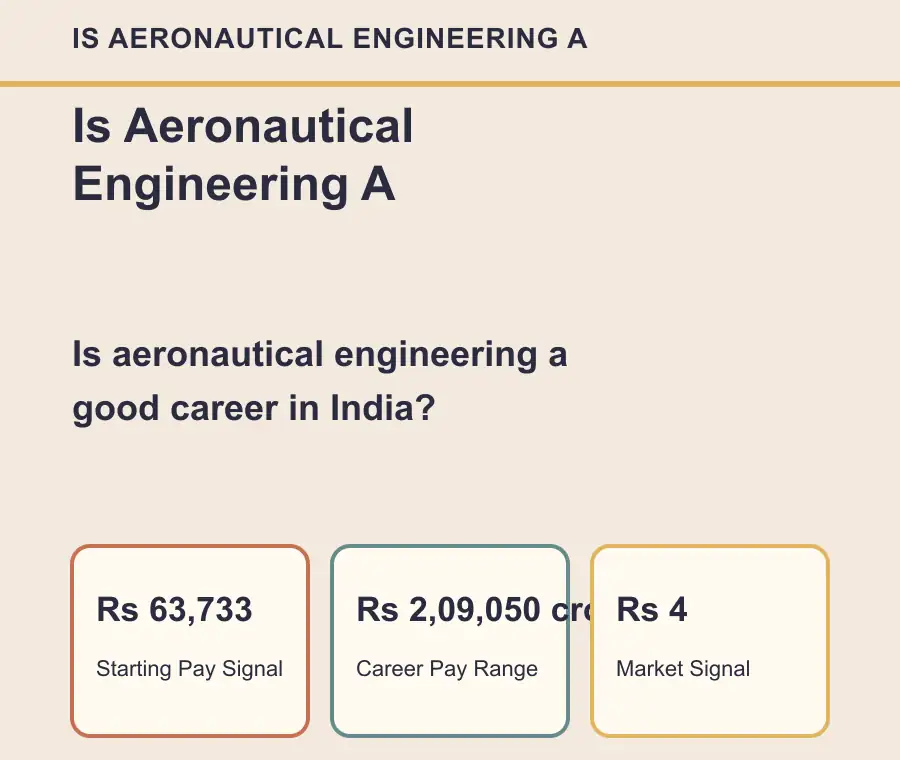 IS AERONAUTICAL ENGINEERING A
Is Aeronautical
Engineering A
Is aeronautical engineering a
good career in India?
Rs 63,733
Starting Pay Signal
Rs 2,09,050
Career Pay Range
Rs 4
Market Signal